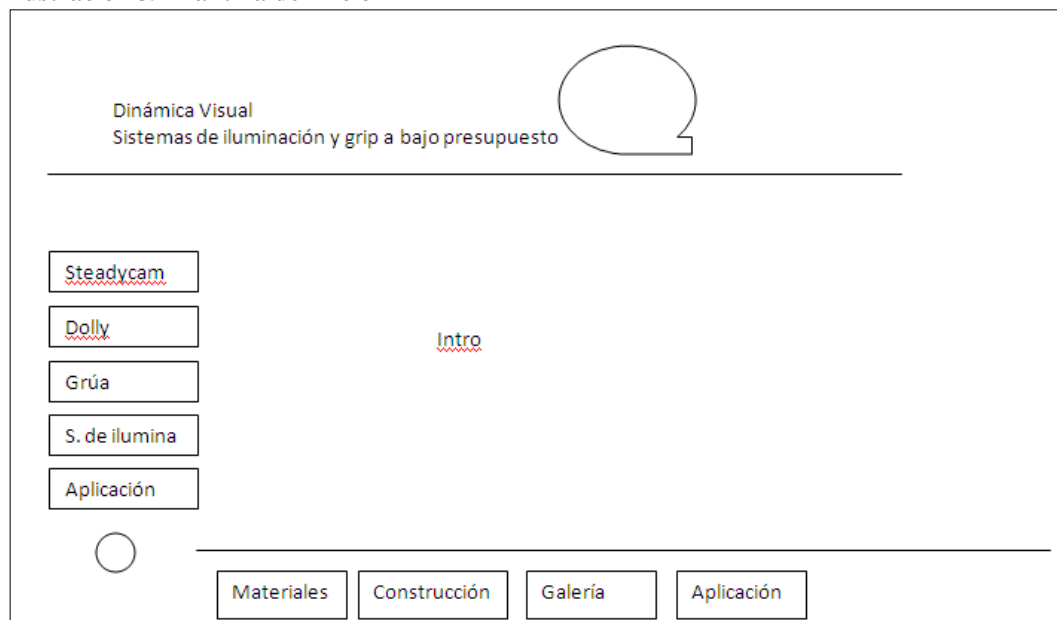 Dinámica Visual
Sistemas de iluminación y grip a bajo presupuesto
Steadycam
Dolly
Intro
Grúa
S. de ilumina
Aplicación
Materiales
Construcción
Galería
Aplicación